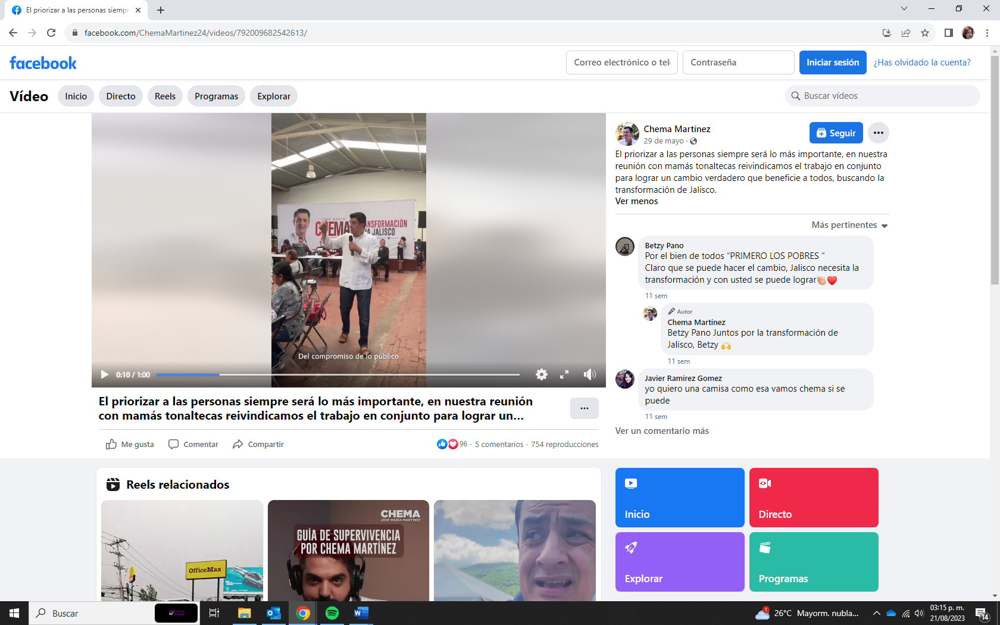 El priorizar a las personas siempre
facebook.com/ChemaMartinez24/videos/792009682542613/
facebook
Correo electrónico o telé
Contraseña
Iniciar sesión
¿Has olvidado la cuenta?
Vídeo
Inicio
Directo
Reels
Programas
Explorar
Buscar vídeos
JOSÉ MARÍA
CHEMA
TRANSFORMACIÓN
JALISCO
Del compromiso de lo público
0:10 / 1:00
El priorizar a las personas siempre será lo más importante, en nuestra reunión
con mamás tonaltecas reivindicamos el trabajo en conjunto para lograr un...
Me gusta
Comentar
Compartir
96 · 5 comentarios · 754 reproducciones
Chema Martínez
29 de mayo ·
Seguir
El priorizar a las personas siempre será lo más importante, en nuestra
reunión con mamás tonaltecas reivindicamos el trabajo en conjunto
para lograr un cambio verdadero que beneficie a todos, buscando la
transformación de Jalisco.
Ver menos
Más pertinentes
Betzy Pano
Por el bien de todos “PRIMERO LOS POBRES “
Claro que se puede hacer el cambio, Jalisco necesita la
transformación y con usted se puede lograr👏🏼❤️
11 sem
Autor
Chema Martínez
Betzy Pano Juntos por la transformación de
Jalisco, Betzy 🙌
11 sem
Javier Ramirez Gomez
yo quiero una camisa como esa vamos chema si se
puede
11 sem
Ver un comentario más
Reels relacionados
OfficeMax
CHEMA
JOSÉ MARÍA MARTÍNEZ
GUÍA DE SUPERVIVENCIA
POR CHEMA MARTÍNEZ
Inicio
Directo
Explorar
Programas
Buscar
1
26°C Mayorm. nubla...
03:15 p. m.
21/08/2023
14